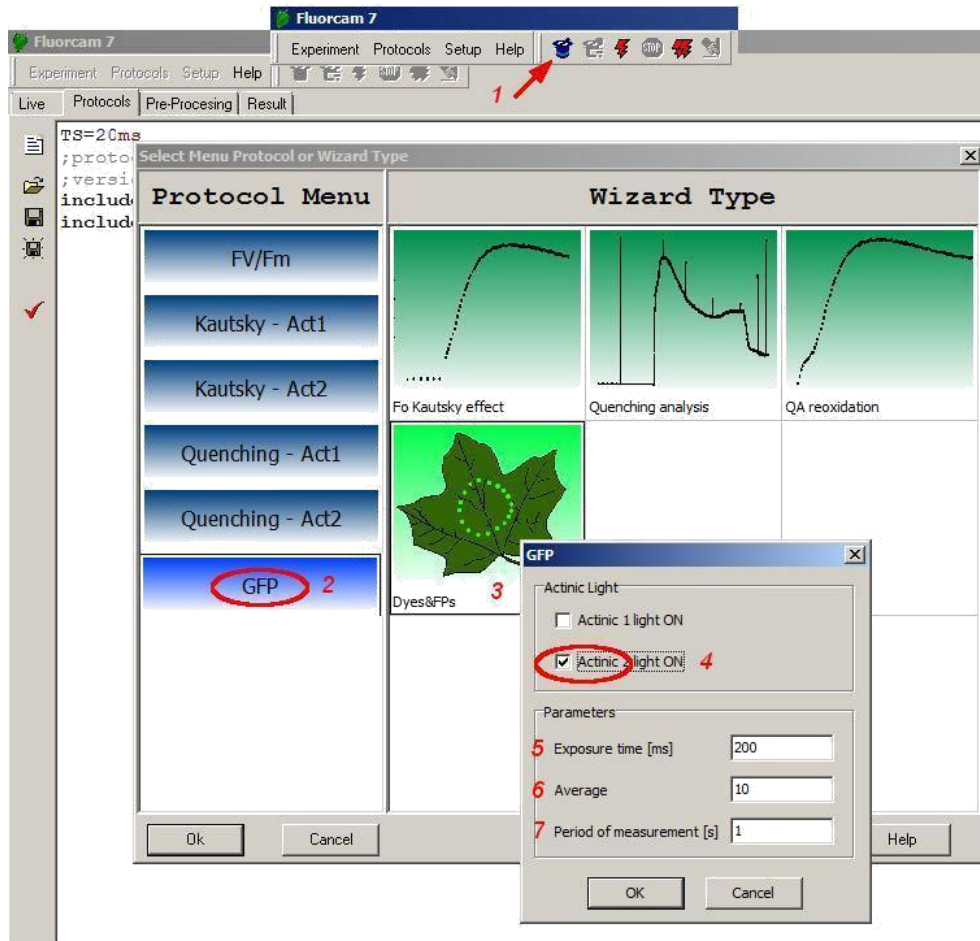 Fluorcam 7
Experiment Protocols Setup Help
STOP
1
Fluorcam 7
Experiment Protocols Setup Help
STOP
Live Protocols Pre-Procesing Result
TS=20ms
;proto
;versi
includ
includ
Select Menu Protocol or Wizard Type
Protocol Menu
Wizard Type
FV/Fm
Kautsky - Act1
Kautsky - Act2
Quenching - Act1
Quenching - Act2
GFP 2
Fo Kautsky effect
Quenching analysis
QA reoxidation
Dyes&FPs 3
GFP
Actinic Light
Actinic 1 light ON
Actinic 2 light ON 4
Parameters
5 Exposure time [ms] 200
6 Average 10
7 Period of measurement [s] 1
OK Cancel
Ok Cancel Help